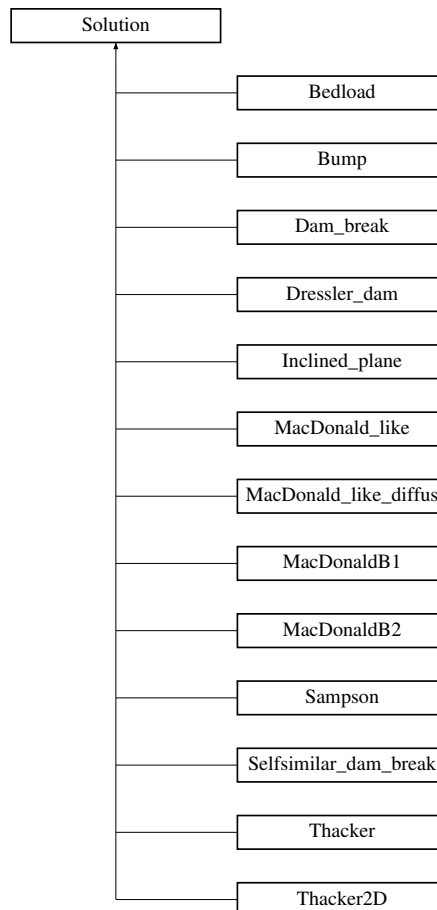 Solution
Bedload
Bump
Dam_break
Dressler_dam
Inclined_plane
MacDonald_like
MacDonald_like_diffus
MacDonaldB1
MacDonaldB2
Sampson
Selfsimilar_dam_break
Thacker
Thacker2D